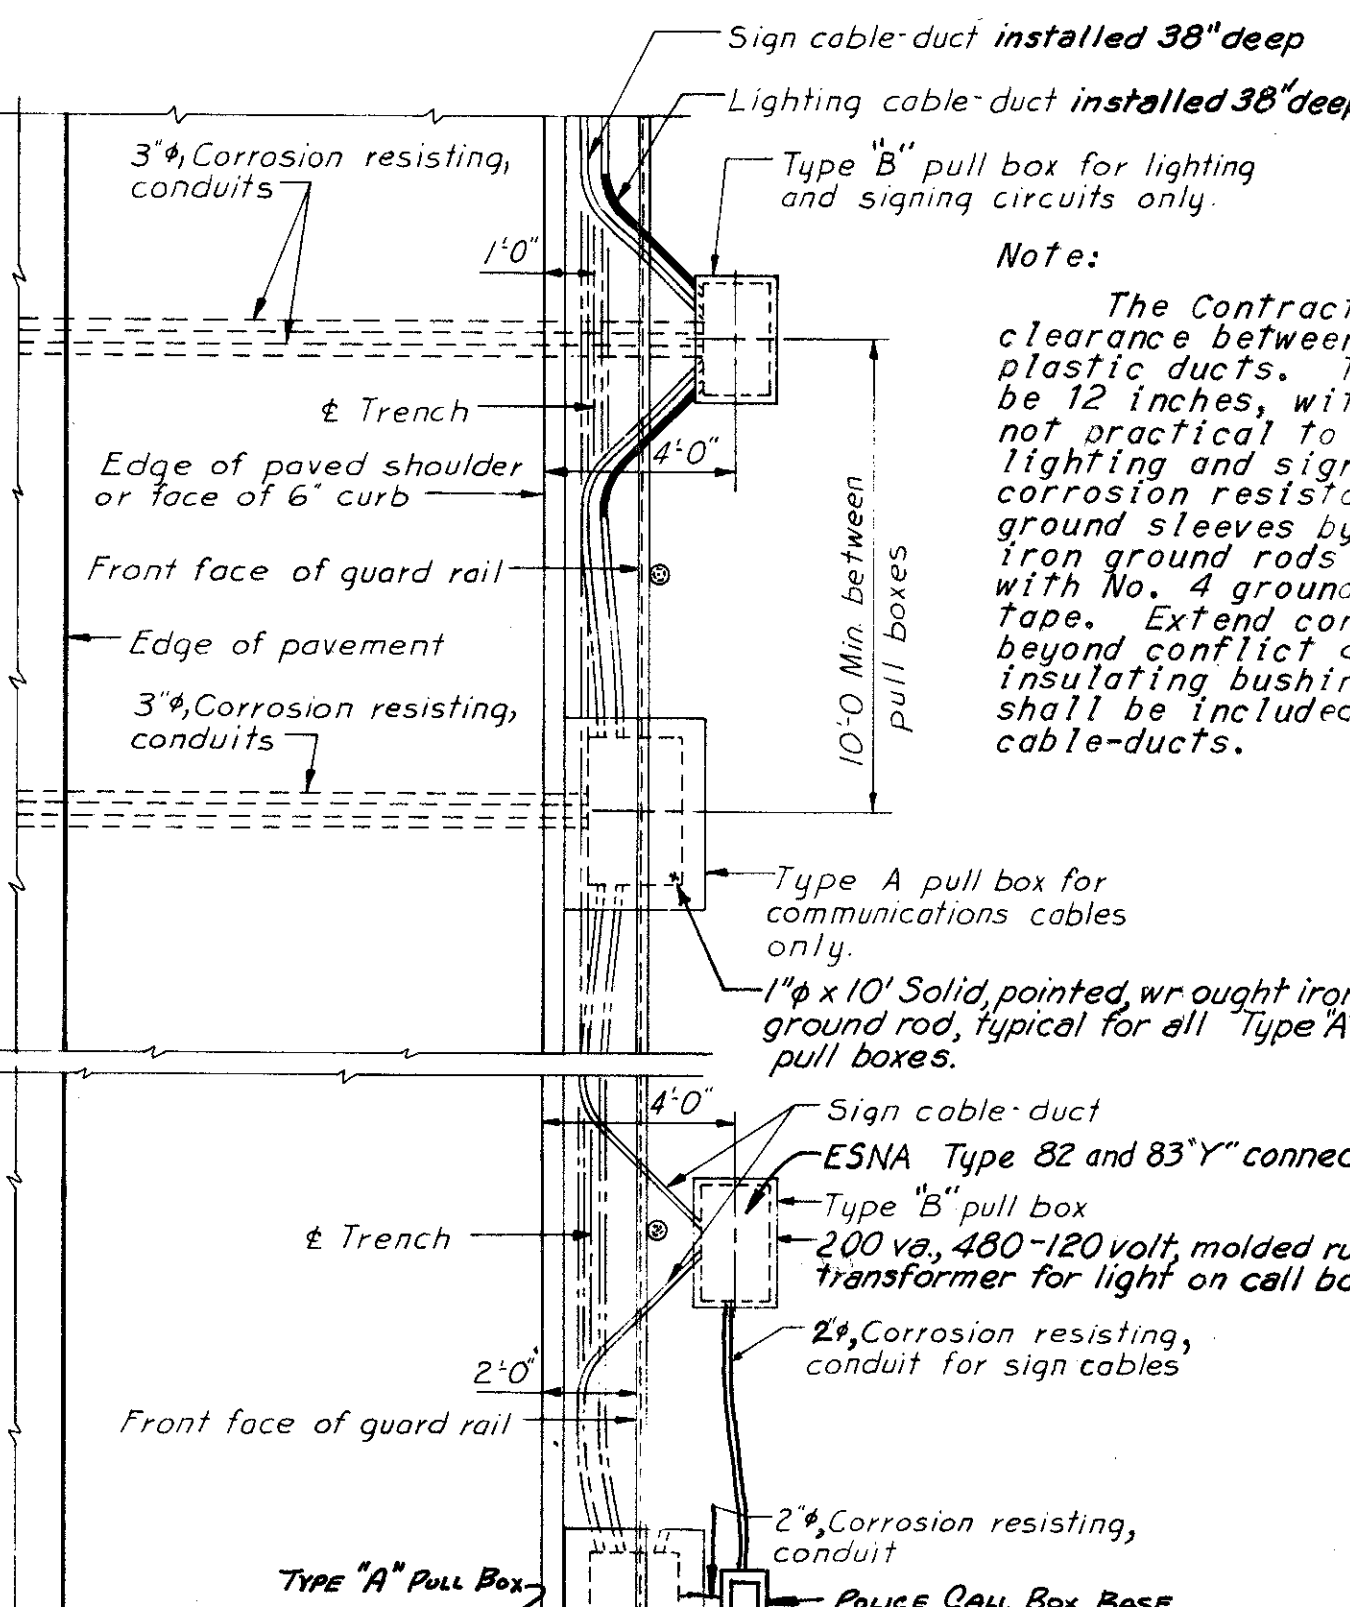 Sign cable-duct installed 38" deep
Lighting cable-duct installed 38" deep
3"φ, Corrosion resisting,
conduits
Type "B" pull box for lighting
and signing circuits only.
1'-0"
Note:
The Contract
clearance between
plastic ducts.
be 12 inches, wit
not practical to
lighting and sign
corrosion resista
ground sleeves by
iron ground rods
with No. 4 ground
tape. Extend con
beyond conflict
insulating bushin
shall be included
cable-ducts.
℄ Trench
Edge of paved shoulder
or face of 6" curb
4'-0"
Front face of guard rail
10'-0 Min. between
pull boxes
Edge of pavement
3"φ, Corrosion resisting,
conduits
Type A pull box for
communications cables
only.
1"φ x 10' Solid, pointed, wrought iron
ground rod, typical for all Type "A"
pull boxes.
4'-0"
Sign cable-duct
ESNA Type 82 and 83 "Y" connec
Type "B" pull box
℄ Trench
200 va., 480-120 volt, molded ru
transformer for light on call bo
2"φ, Corrosion resisting,
conduit for sign cables
2'-0"
Front face of guard rail
2"φ, Corrosion resisting,
conduit
TYPE "A" PULL BOX
POLICE CALL BOX BASE